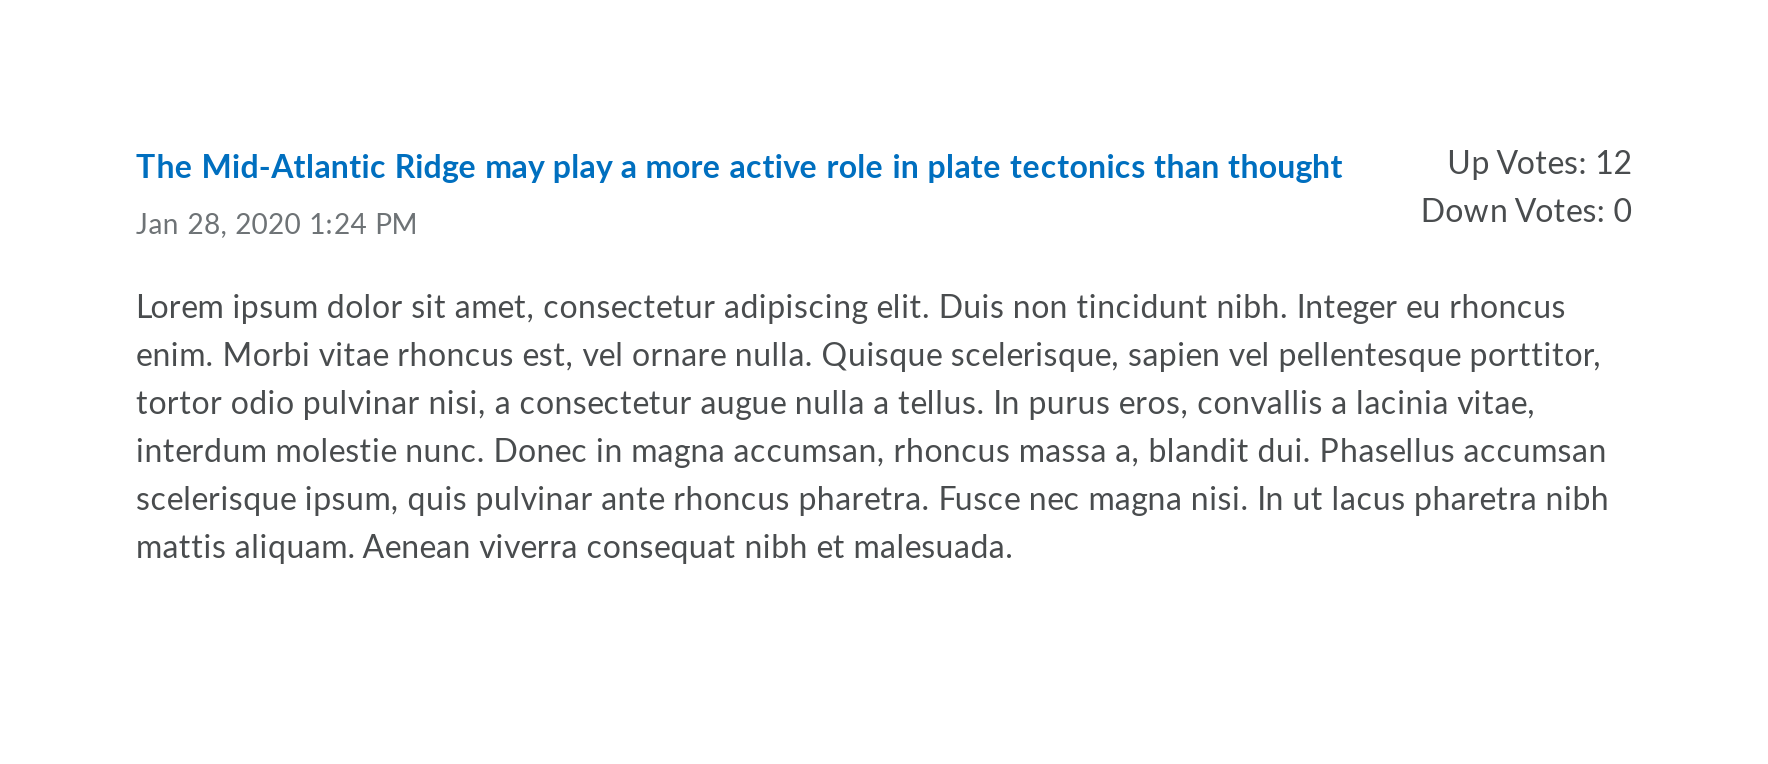 The Mid-Atlantic Ridge may play a more active role in plate tectonics than thought
Jan 28, 2020 1:24 PM
Up Votes: 12
Down Votes: 0
Lorem ipsum dolor sit amet, consectetur adipiscing elit. Duis non tincidunt nibh. Integer eu rhoncus
enim. Morbi vitae rhoncus est, vel ornare nulla. Quisque scelerisque, sapien vel pellentesque porttitor,
tortor odio pulvinar nisi, a consectetur augue nulla a tellus. In purus eros, convallis a lacinia vitae,
interdum molestie nunc. Donec in magna accumsan, rhoncus massa a, blandit dui. Phasellus accumsan
scelerisque ipsum, quis pulvinar ante rhoncus pharetra. Fusce nec magna nisi. In ut lacus pharetra nibh
mattis aliquam. Aenean viverra consequat nibh et malesuada.